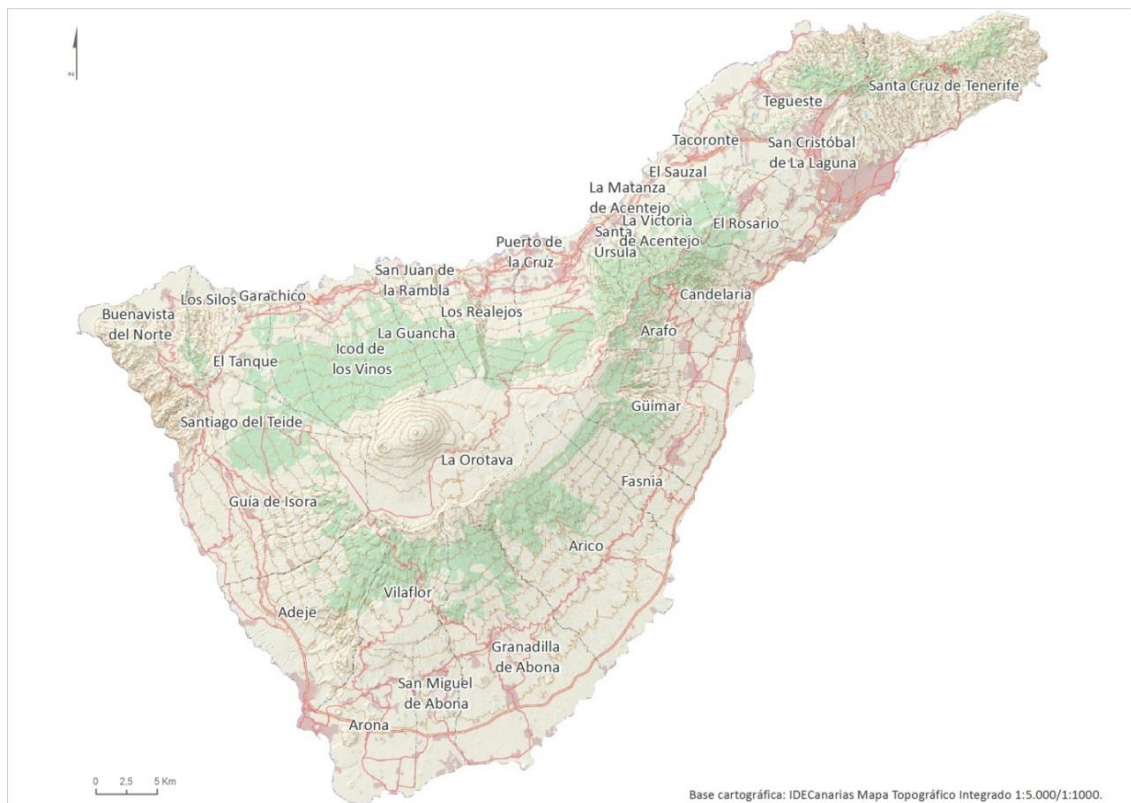 N
Santa Cruz de Tenerife
Tegueste
Tacoronte
San Cristóbal
de La Laguna
El Sauzal
La Matanza
de Acentejo
La Victoria
de Acentejo
Santa
Úrsula
El Rosario
Puerto de
la Cruz
San Juan de
la Rambla
Candelaria
Los Silos
Garachico
Buenavista
del Norte
Los Realejos
La Guancha
Arafo
El Tanque
Icod de
los Vinos
Güimar
Santiago del Teide
La Orotava
Fasnia
Guía de Isora
Arico
Vilaflor
Adeje
Granadilla
de Abona
San Miguel
de Abona
Arona
0 2,5 5 Km
Base cartográfica: IDECanarias Mapa Topográfico Integrado 1:5.000/1:1000.